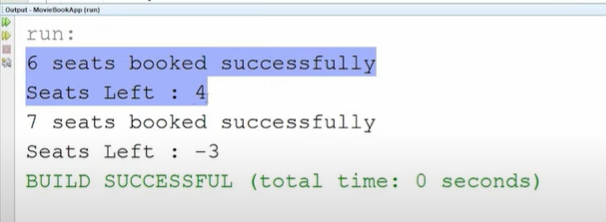 Output - MovieBookApp (run)
run:
6 seats booked successfully
Seats Left : 4
7 seats booked successfully
Seats Left : -3
BUILD SUCCESSFUL (total time: 0 seconds)